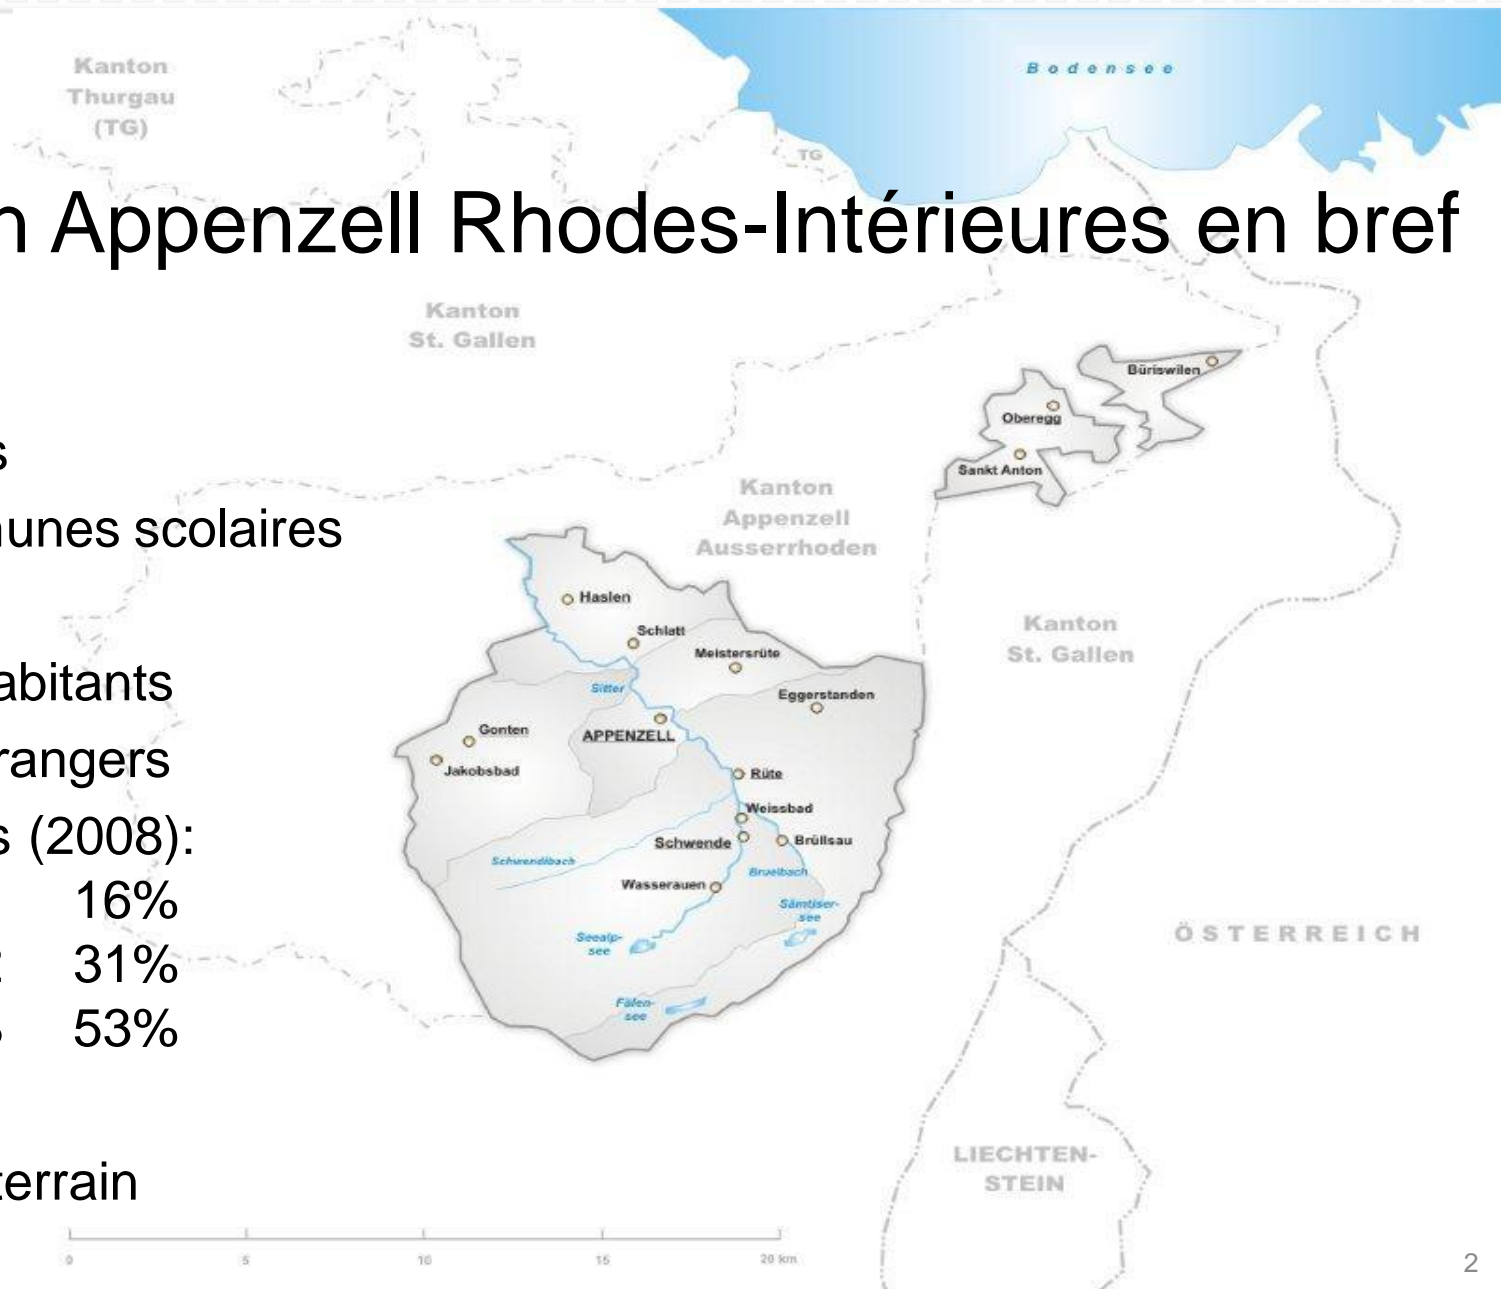 Kanton
Thurgau
(TG)
Bodensee
TG
n Appenzell Rhodes-Intérieures en bref
Kanton
St. Gallen
Büriswilen
Oberegg
Sankt Anton
s
unes scolaires
Kanton
Appenzell
Ausserrhoden
Haslen
Schlatt
Meistersrüte
Kanton
St. Gallen
abitants
Sitter
Eggerstanden
Gonten
APPENZELL
rangers
Jakobsbad
Rüte
Weissbad
s (2008):
Schwende
Brüllsau
Schwendibach
Bruelbach
Wasserauen
16%
Sämtiser-
see
Seealp-
see
ÖSTERREICH
31%
Fälen-
see
53%
LIECHTEN-
STEIN
terrain
0 5 10 15 20 km
2